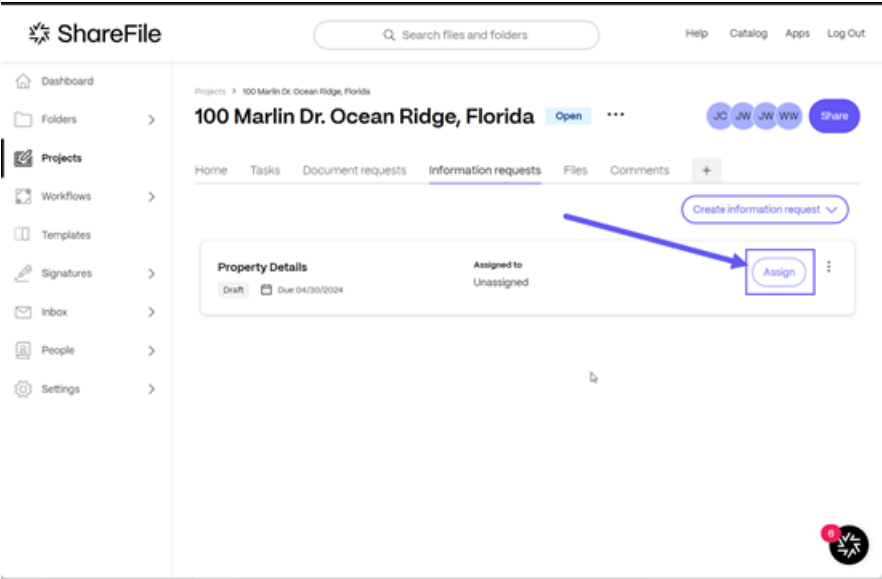 ShareFile
Search files and folders
Help Catalog Apps Log Out
Dashboard
Folders
Projects
Workflows
Templates
Signatures
Inbox
People
Settings
Projects > 100 Marlin Dr. Ocean Ridge, Florida
100 Marlin Dr. Ocean Ridge, Florida Open ...
JC JW JW WW Share
Home Tasks Document requests Information requests Files Comments +
Create information request
Property Details
Draft Due 04/30/2024
Assigned to
Unassigned
Assign
6